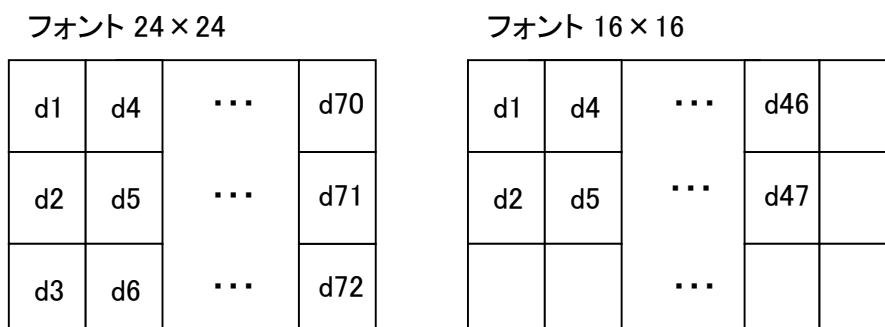 フォント 24×24 フォント 16×16
d1 d4 ・・・ d70 d1 d4 ・・・ d46
d2 d5 ・・・ d71 d2 d5 ・・・ d47
d3 d6 ・・・ d72 ・・・